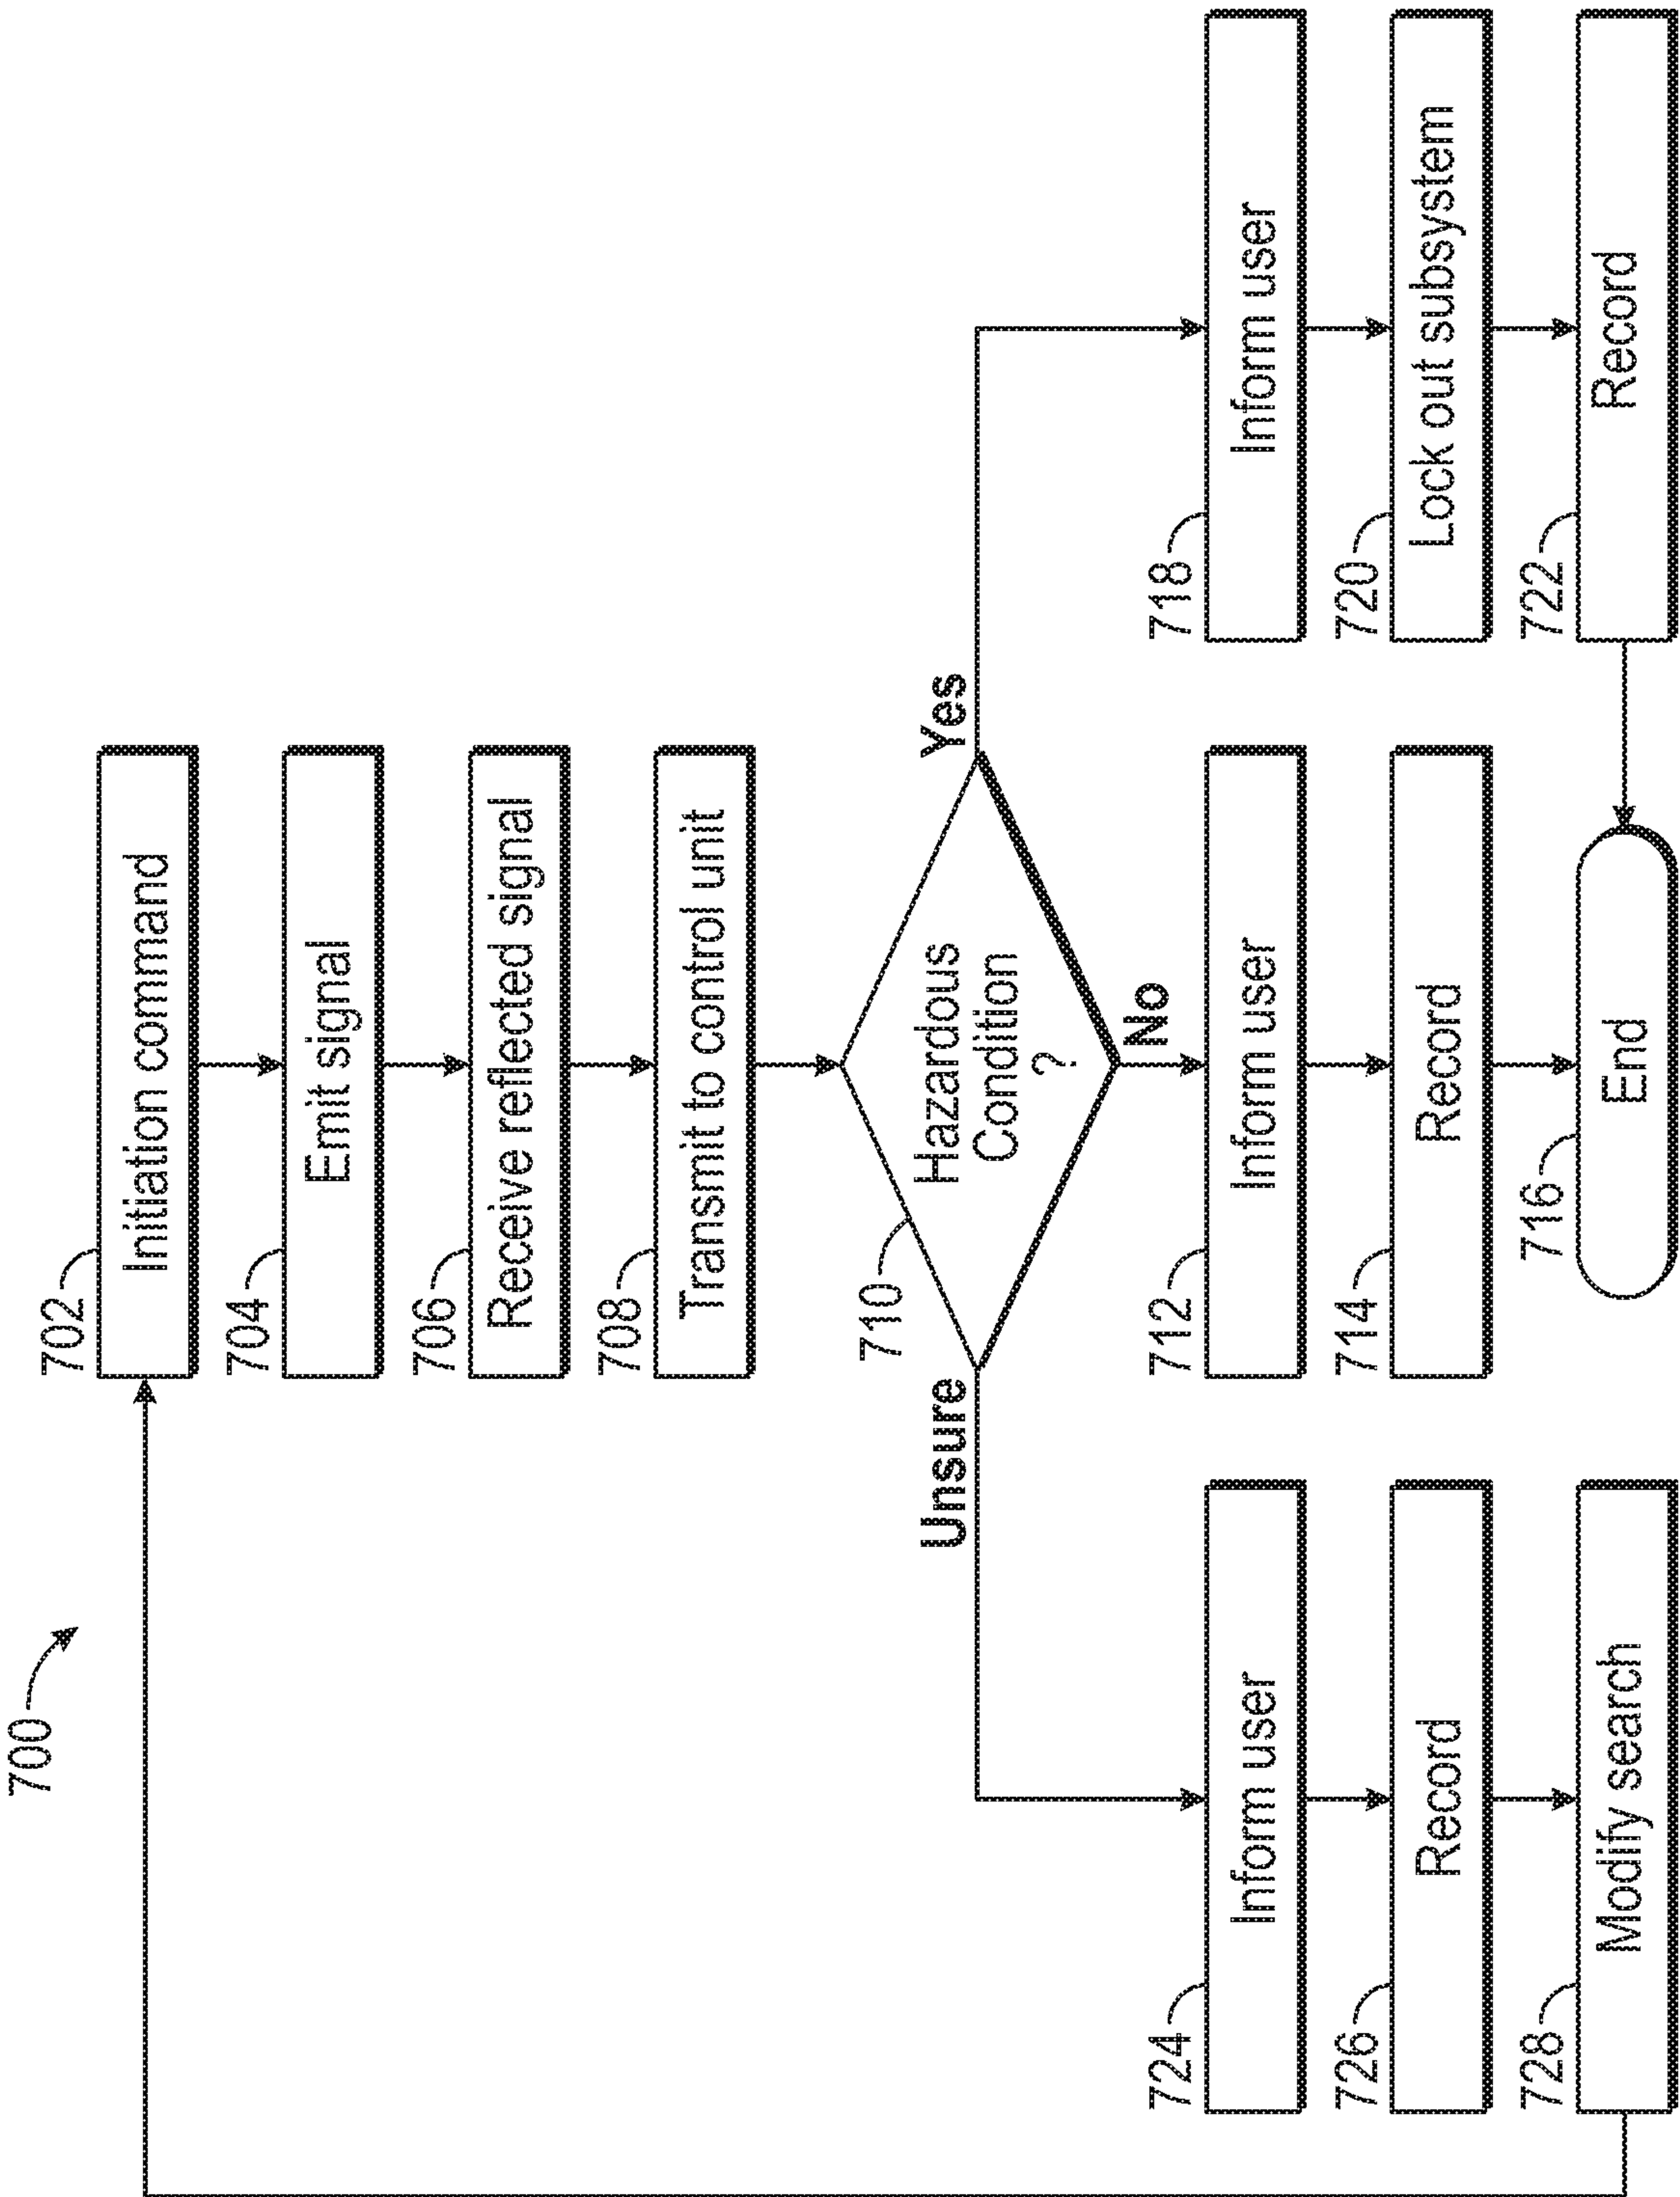 700
702
Initiation command
704
Emit signal
706
Receive reflected signal
708
Transmit to control unit
710
Hazardous
Condition
?
Unsure
No
Yes
724
Inform user
726
Record
728
Modify search
712
Inform user
714
Record
716
End
718
Inform user
720
Lock out subsystem
722
Record